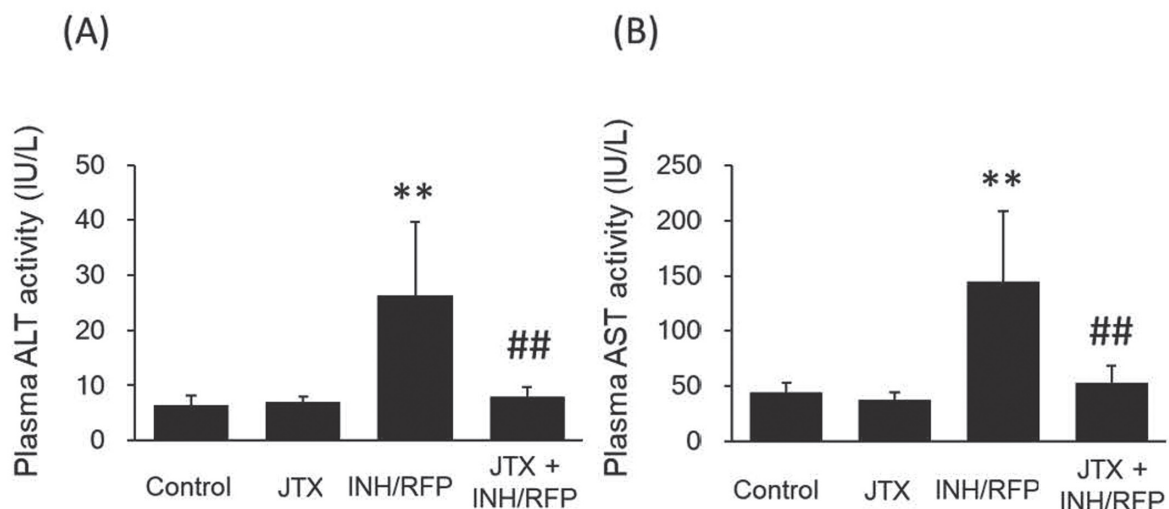 (A)
Plasma ALT activity (IU/L)
50
40
30
20
10
0
**
##
Control
JTX
INH/RFP
JTX +
INH/RFP
(B)
Plasma AST activity (IU/L)
250
200
150
100
50
0
**
##
Control
JTX
INH/RFP
JTX +
INH/RFP